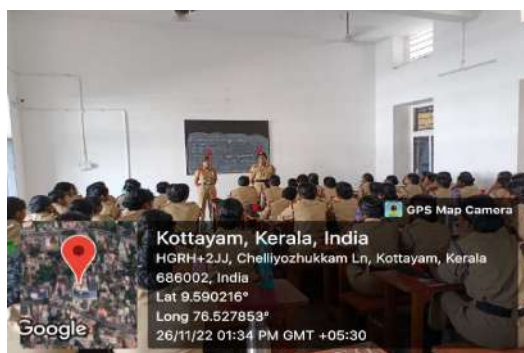 GPS Map Camera
Kottayam, Kerala, India
HGRH+2JJ, Chelliyozhukkam Ln, Kottayam, Kerala
686002, India
Lat 9.590216°
Long 76.527853°
26/11/22 01:34 PM GMT +05:30
Google